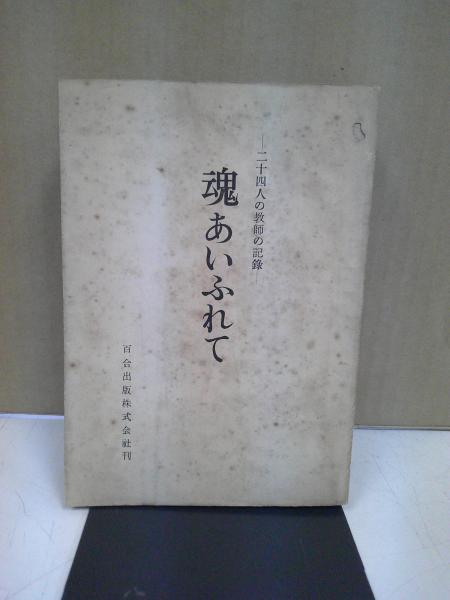 ―二十四人の教師の記錄―
魂あいふれて
百合出版株式会社刊